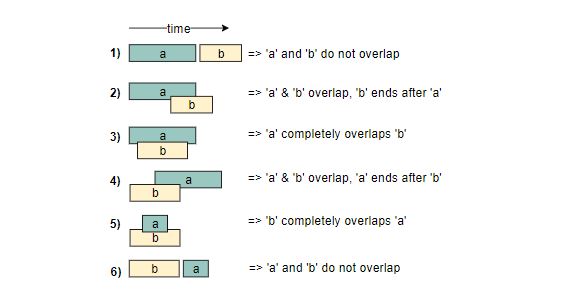 time
1) a b => 'a' and 'b' do not overlap
2) a b => 'a' & 'b' overlap, 'b' ends after 'a'
3) a b => 'a' completely overlaps 'b'
4) a b => 'a' & 'b' overlap, 'a' ends after 'b'
5) a b => 'b' completely overlaps 'a'
6) b a => 'a' and 'b' do not overlap